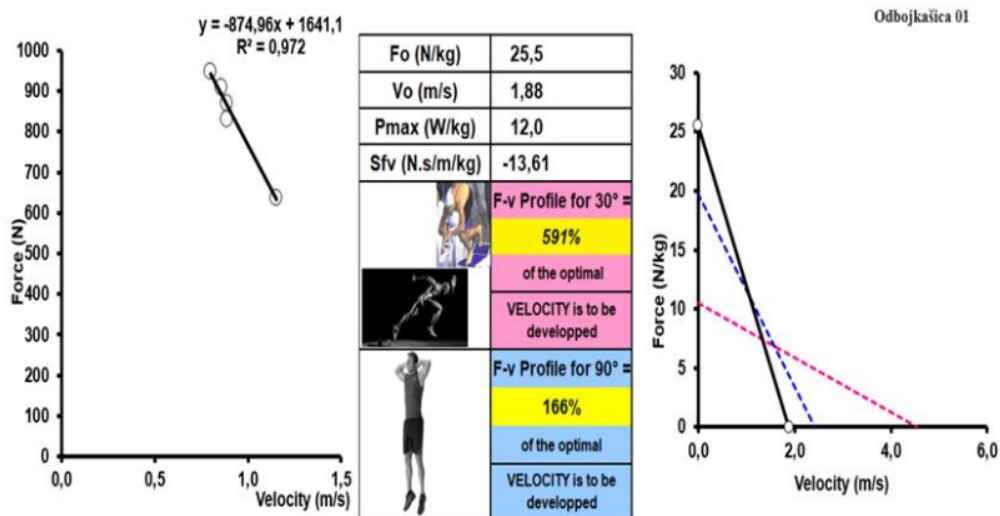 Odbojkašica 01
y = -874,96x + 1641,1
R² = 0,972
Force (N)
1000
900
800
700
600
500
400
300
200
100
0
0,0 0,5 1,0 1,5
Velocity (m/s)
Fo (N/kg) 25,5
Vo (m/s) 1,88
Pmax (W/kg) 12,0
Sfv (N.s/m/kg) -13,61
F-v Profile for 30° =
591%
of the optimal
VELOCITY is to be
developped
F-v Profile for 90° =
166%
of the optimal
VELOCITY is to be
developped
Force (N/kg)
30
25
20
15
10
5
0
0,0 2,0 4,0 6,0
Velocity (m/s)